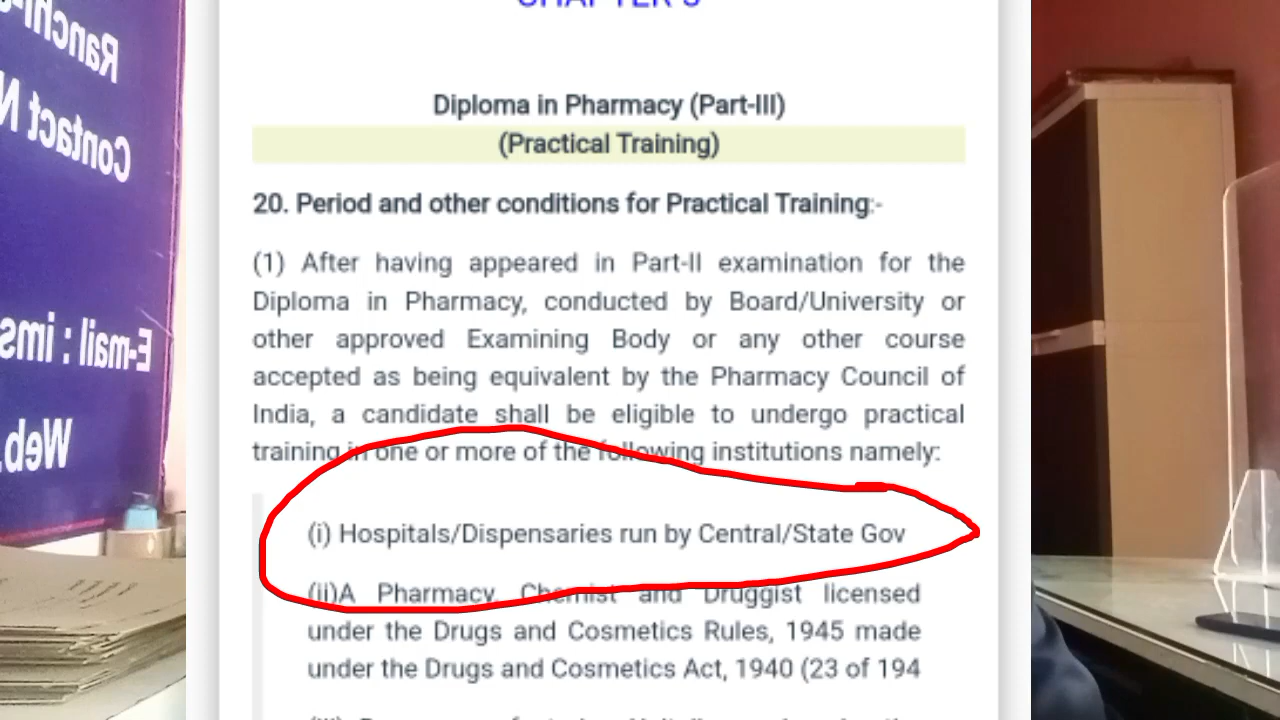 Ranchi-
Contact N
E-mail : ims
Web.
CHAPTER
Diploma in Pharmacy (Part-III)
(Practical Training)
20. Period and other conditions for Practical Training:-
(1) After having appeared in Part-II examination for the
Diploma in Pharmacy, conducted by Board/University or
other approved Examining Body or any other course
accepted as being equivalent by the Pharmacy Council of
India, a candidate shall be eligible to undergo practical
training in one or more of the following institutions namely:
(i) Hospitals/Dispensaries run by Central/State Gov
(ii)A Pharmacy, Chemist and Druggist licensed
under the Drugs and Cosmetics Rules, 1945 made
under the Drugs and Cosmetics Act, 1940 (23 of 194